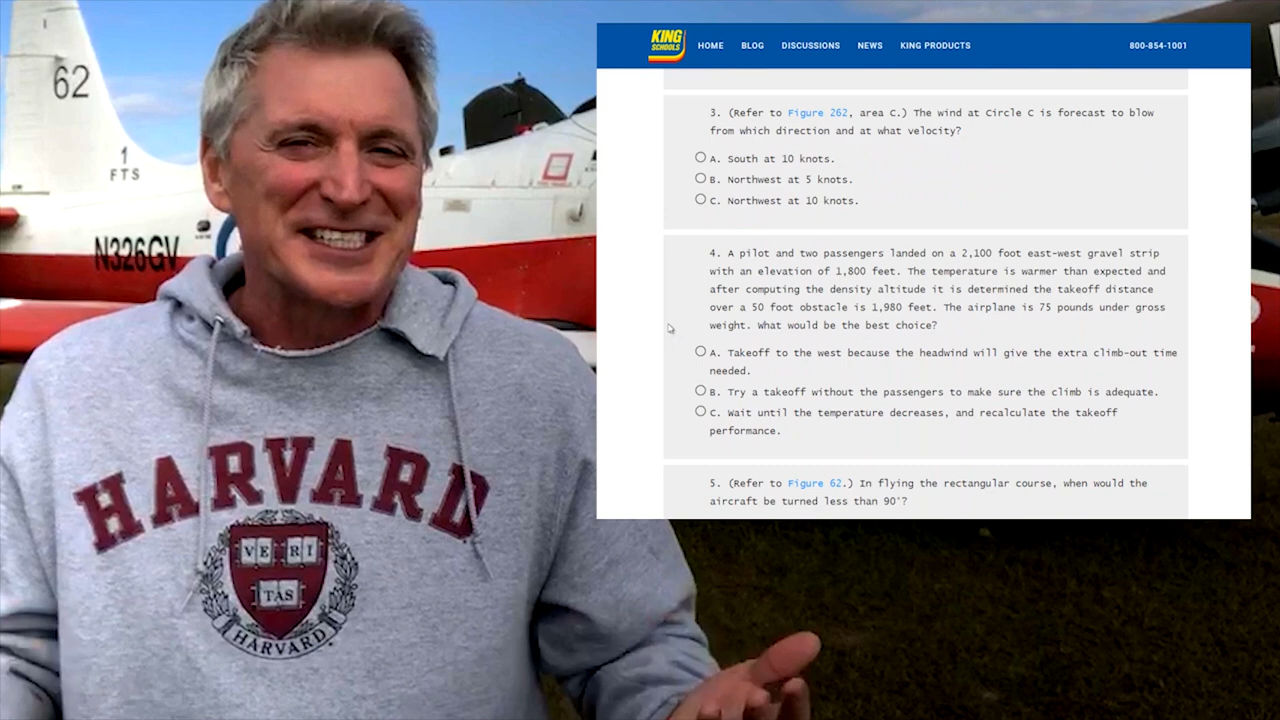 62
1
FTS
N326GV
HARVARD
VE RI
TAS
HARVARD
KING
SCHOOLS
HOME BLOG DISCUSSIONS NEWS KING PRODUCTS 800-854-1001
3. (Refer to Figure 262, area C.) The wind at Circle C is forecast to blow
from which direction and at what velocity?
A. South at 10 knots.
B. Northwest at 5 knots.
C. Northwest at 10 knots.
4. A pilot and two passengers landed on a 2,100 foot east-west gravel strip
with an elevation of 1,800 feet. The temperature is warmer than expected and
after computing the density altitude it is determined the takeoff distance
over a 50 foot obstacle is 1,980 feet. The airplane is 75 pounds under gross
weight. What would be the best choice?
A. Takeoff to the west because the headwind will give the extra climb-out time
needed.
B. Try a takeoff without the passengers to make sure the climb is adequate.
C. Wait until the temperature decreases, and recalculate the takeoff
performance.
5. (Refer to Figure 62.) In flying the rectangular course, when would the
aircraft be turned less than 90°?